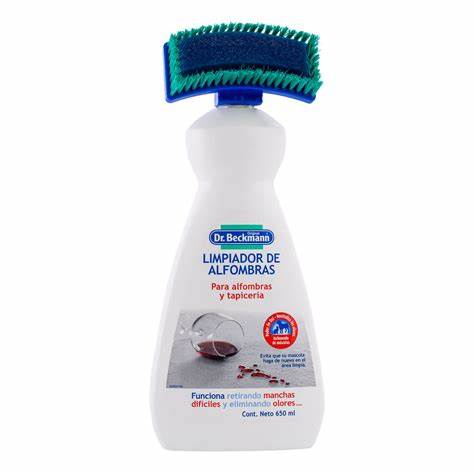 Original
Dr. Beckmann
LIMPIADOR DE
ALFOMBRAS
Para alfombras
y tapicería
Evita que su mascota
haga de nuevo en el
área limpia.
Funciona retirando manchas
difíciles y eliminando olores...
Cont. Neto 650 ml